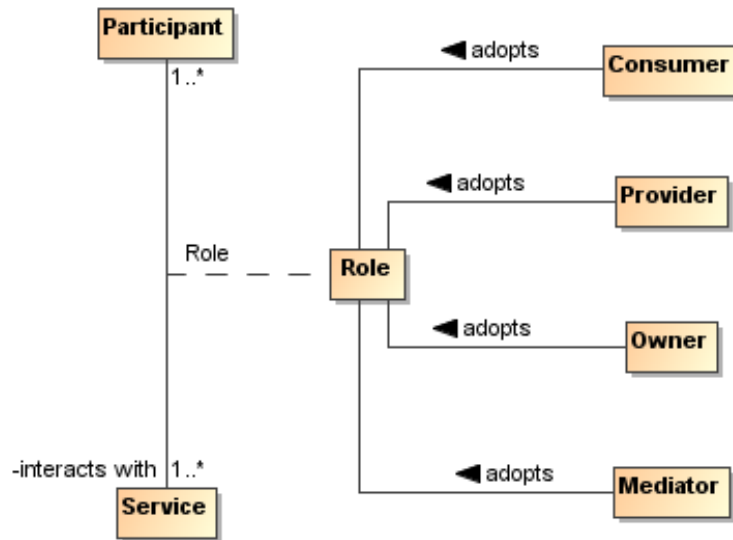 Participant
1..*
adopts
Consumer
adopts
Provider
Role
Role
adopts
Owner
-interacts with 1..*
Service
adopts
Mediator